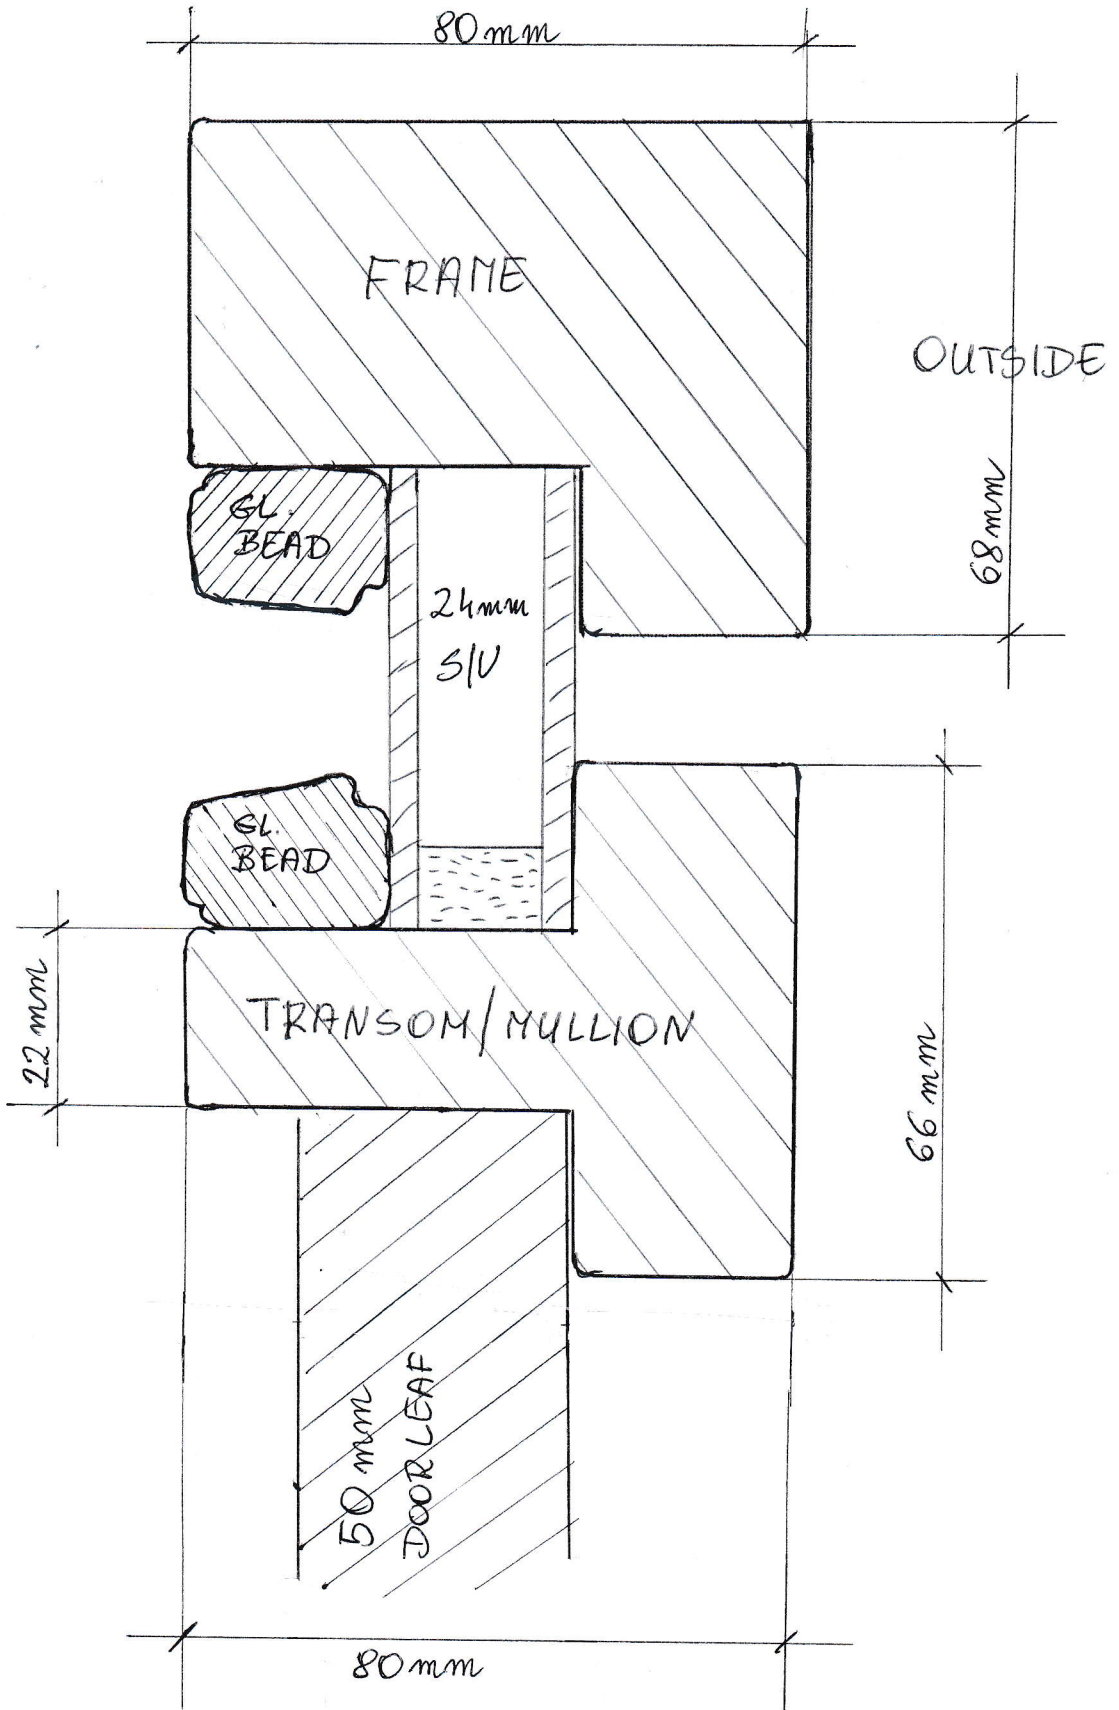 80mm
FRAME
OUTSIDE
68mm
GL.
BEAD
24mm
S/U
GL.
BEAD
22mm
TRANSOM/MULLION
66mm
50mm
DOOR LEAF
80mm